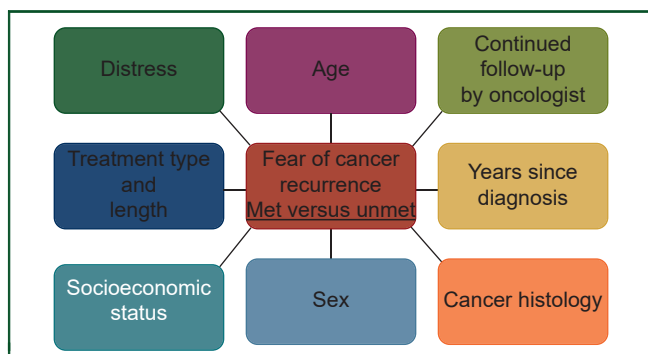 Distress
Age
Continued
follow-up
by oncologist
Treatment type
and
length
Fear of cancer
recurrence
Met versus unmet
Years since
diagnosis
Socioeconomic
status
Sex
Cancer histology